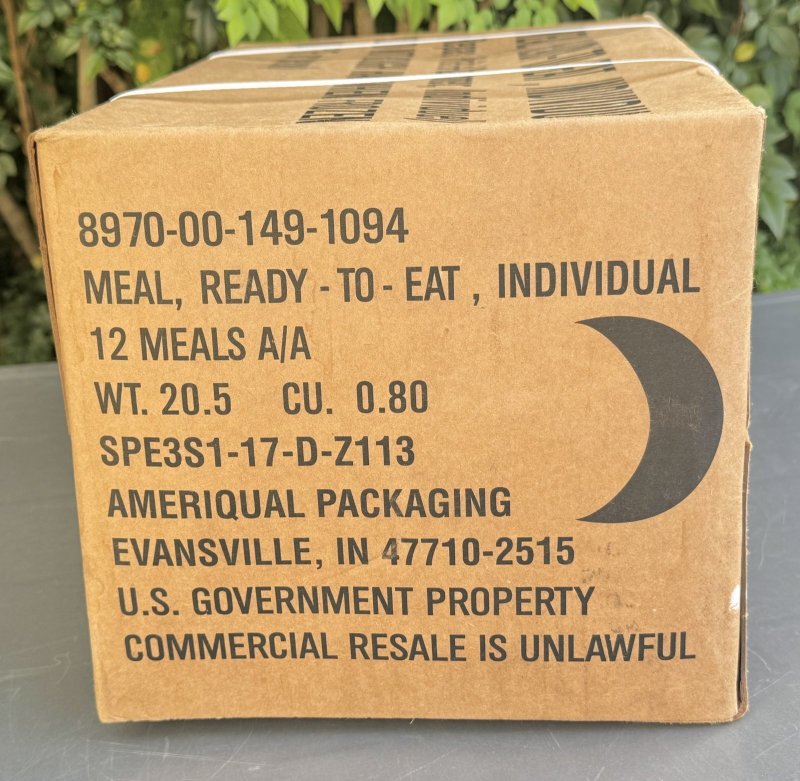 8970-00-149-1094
MEAL, READY - TO - EAT , INDIVIDUAL
12 MEALS A/A
WT. 20.5 CU. 0.80
SPE3S1-17-D-Z113
AMERIQUAL PACKAGING
EVANSVILLE, IN 47710-2515
U.S. GOVERNMENT PROPERTY
COMMERCIAL RESALE IS UNLAWFUL